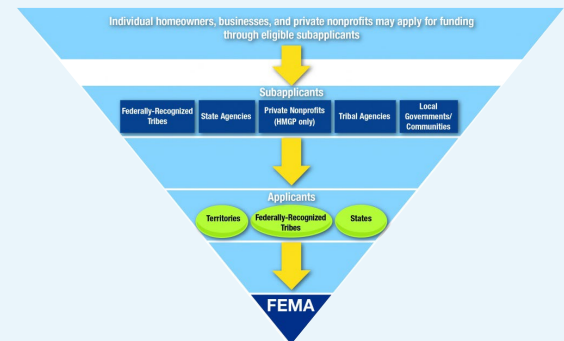 Individual homeowners, businesses, and private nonprofits may apply for funding
through eligible subapplicants
Subapplicants
Federally-Recognized
Tribes
State Agencies
Private Nonprofits
(HMGP only)
Tribal Agencies
Local
Governments/
Communities
Applicants
Territories
Federally-Recognized
Tribes
States
FEMA